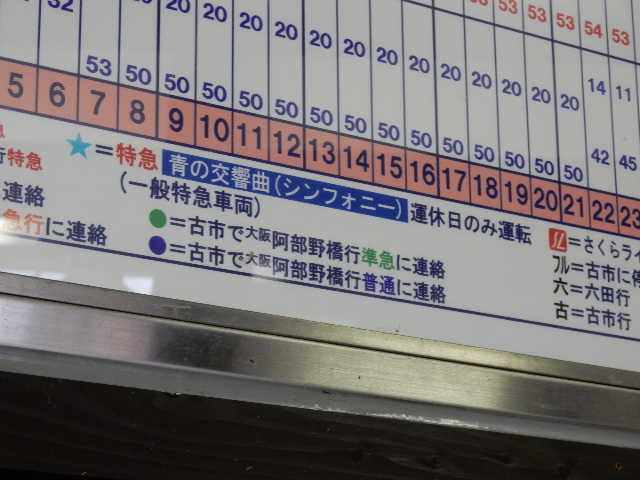 32 20 20 20 20 20 20 20 20 20 20 20 53 53 53 54 53
53 50 50 50 50 50 50 50 50 50 50 50 50 50 50 14 11
42 45
5 6 7 8 9 10 11 12 13 14 15 16 17 18 19 20 21 22 23
★=特急 青の交響曲(シンフォニー) 運休日のみ運転
(一般特急車両)
行特急
に連絡
急行に連絡
●=古市で大阪阿部野橋行準急に連絡
●=古市で大阪阿部野橋行普通に連絡
=さくらライ
フル=古市に停
六=六田行
古=古市行